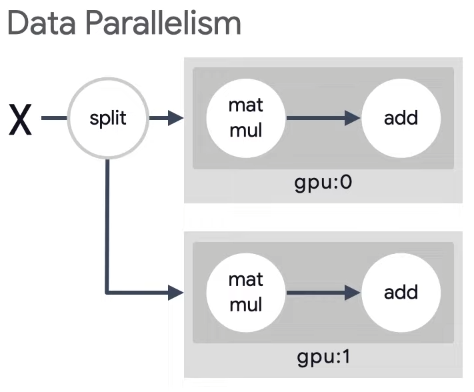 Data Parallelism
X
split
mat
mul
add
gpu:0
mat
mul
add
gpu:1